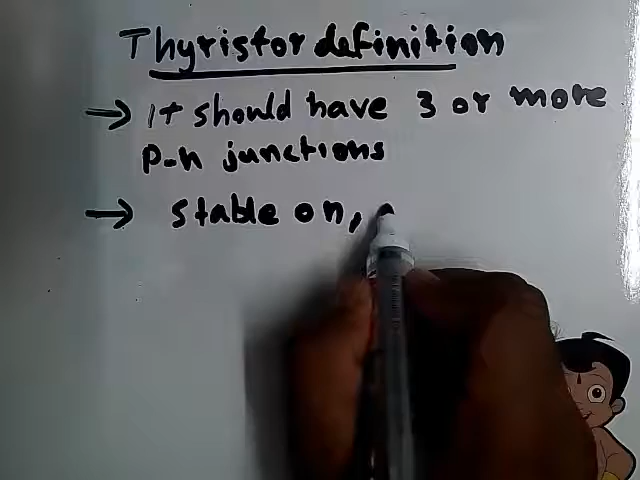 Thyristor definition
→ It should have 3 or more
P-n junctions
→ stable on,